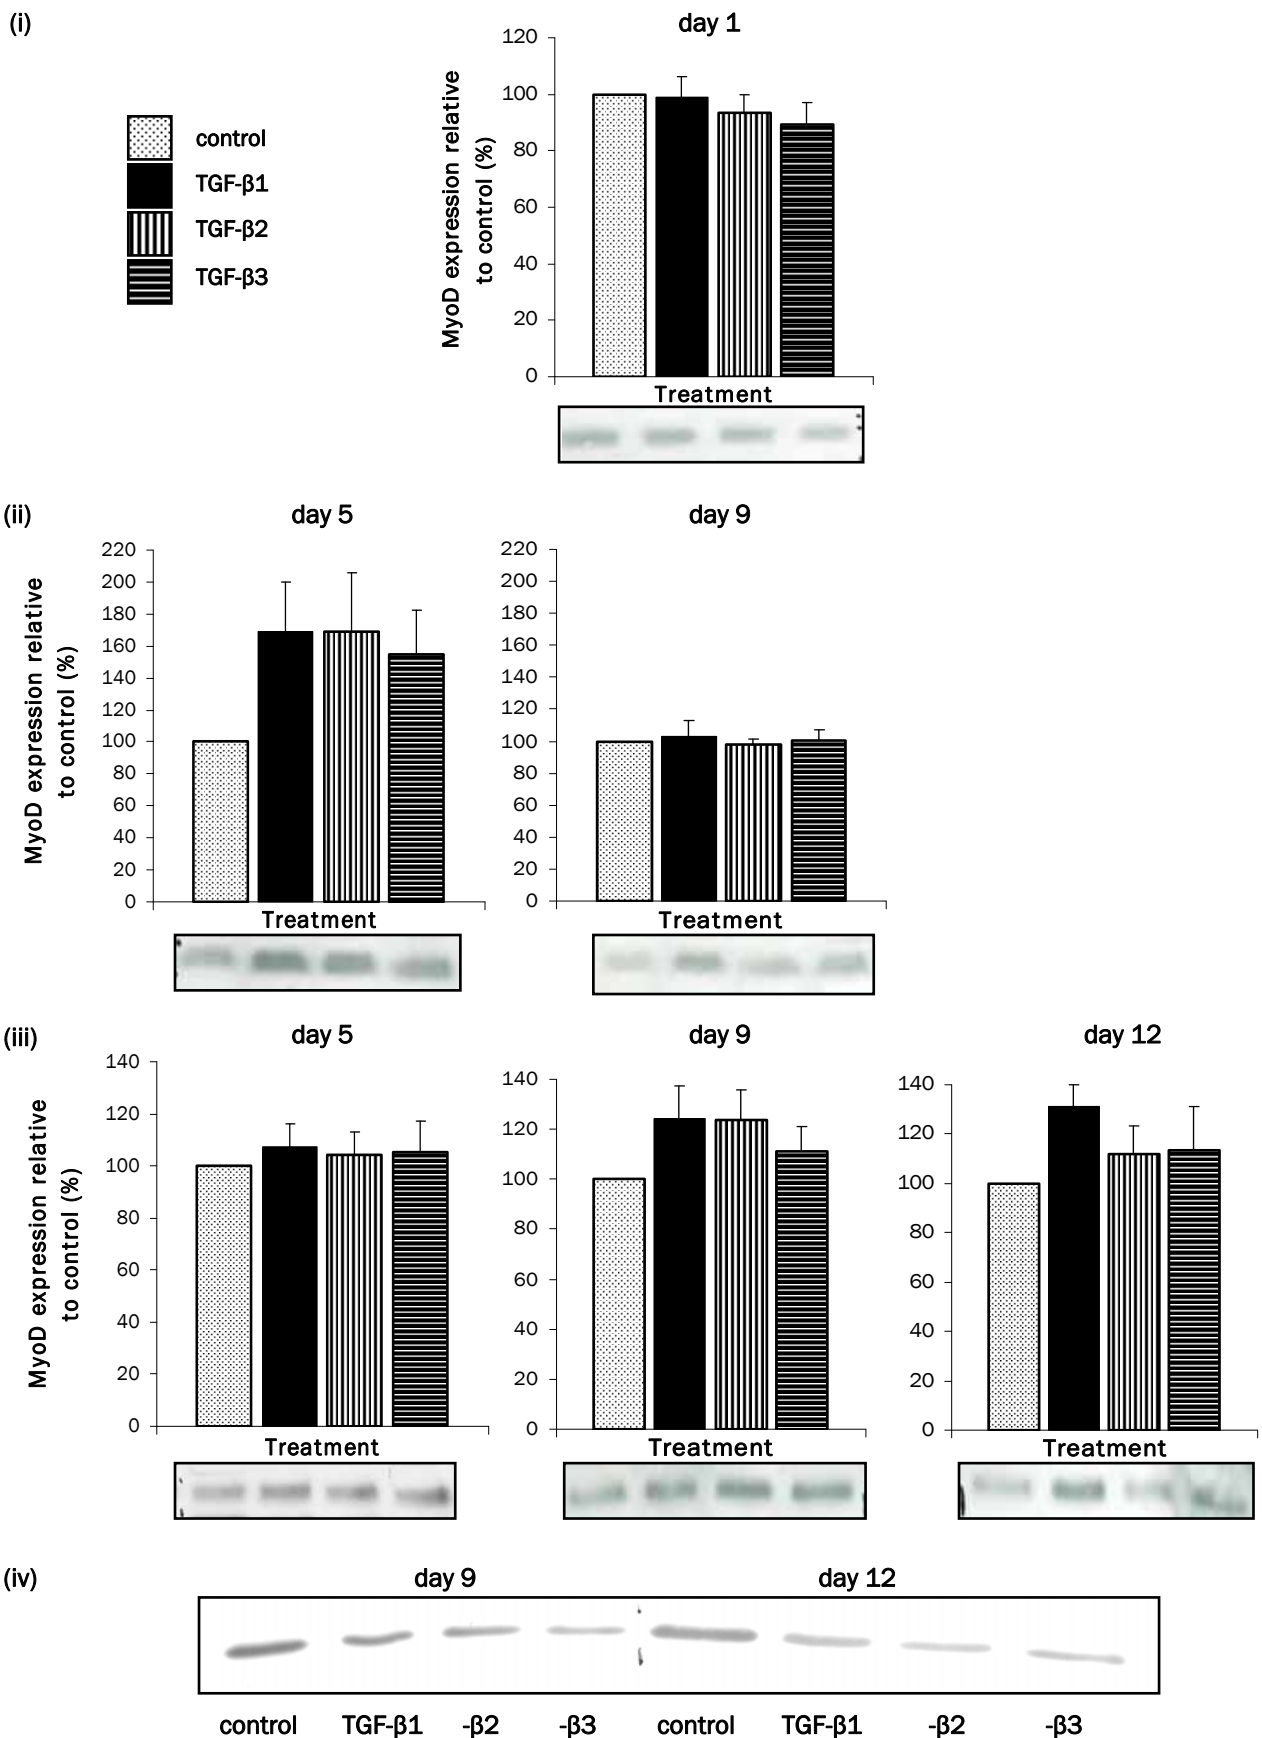 (i)
day 1
control
TGF-β1
TGF-β2
TGF-β3
MyoD expression relative
to control (%)
120
100
80
60
40
20
0
Treatment
(ii)
day 5
day 9
MyoD expression relative
to control (%)
220
200
180
160
140
120
100
80
60
40
20
0
Treatment
220
200
180
160
140
120
100
80
60
40
20
0
Treatment
(iii)
day 5
day 9
day 12
MyoD expression relative
to control (%)
140
120
100
80
60
40
20
0
Treatment
140
120
100
80
60
40
20
0
Treatment
140
120
100
80
60
40
20
0
Treatment
(iv)
day 9
day 12
control TGF-β1 -β2 -β3 control TGF-β1 -β2 -β3